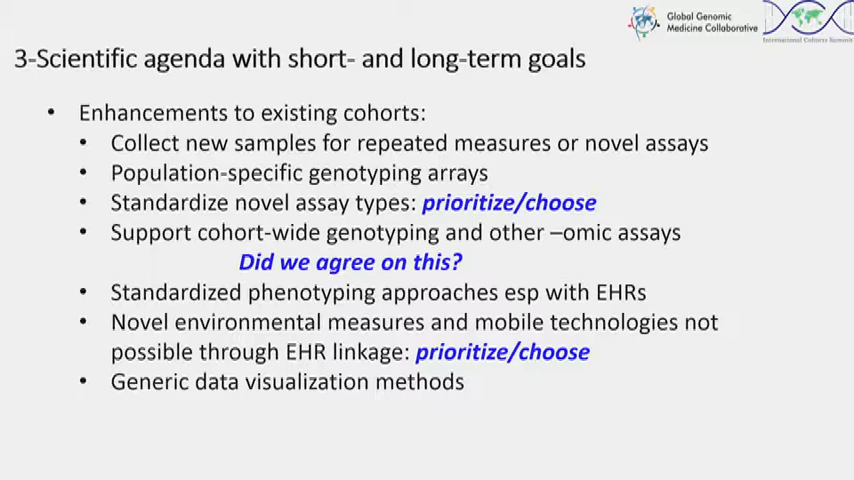 Global Genomic
Medicine Collaborative
International Cohorts Summit
3-Scientific agenda with short- and long-term goals
• Enhancements to existing cohorts:
• Collect new samples for repeated measures or novel assays
• Population-specific genotyping arrays
• Standardize novel assay types: prioritize/choose
• Support cohort-wide genotyping and other –omic assays
Did we agree on this?
• Standardized phenotyping approaches esp with EHRs
• Novel environmental measures and mobile technologies not
possible through EHR linkage: prioritize/choose
• Generic data visualization methods